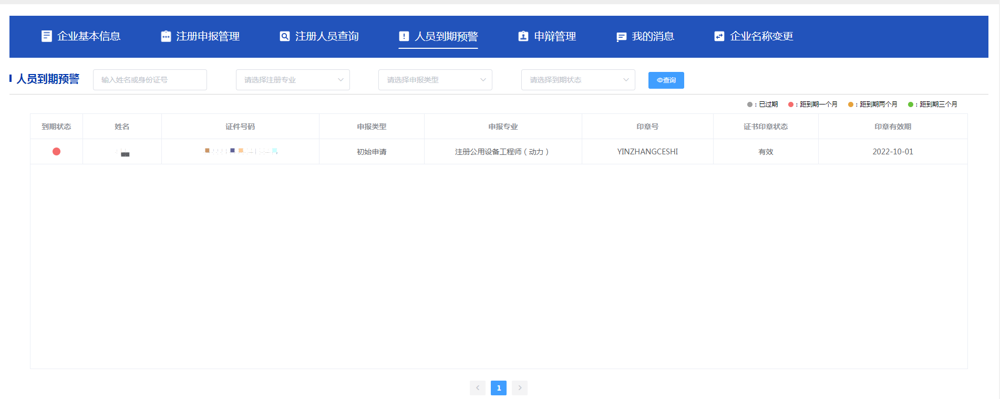 企业基本信息 注册申报管理 注册人员查询 人员到期预警 申辩管理 我的消息 企业名称变更
人员到期预警 输入姓名或身份证号 请选择注册专业 请选择申报类型 请选择到期状态 查询
：已过期 ：距到期一个月 ：距到期两个月 ：距到期三个月
到期状态 姓名 证件号码 申报类型 申报专业 印章号 证书印章状态 印章有效期
初始申请 注册公用设备工程师（动力） YINZHANGCESHI 有效 2022-10-01
1